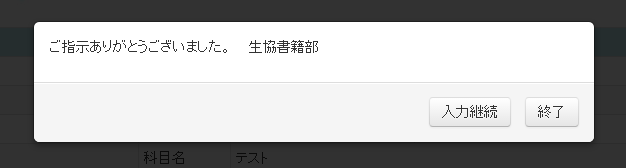 ご指示ありがとうございました。　生協書籍部
入力継続　終了
科目名　テスト